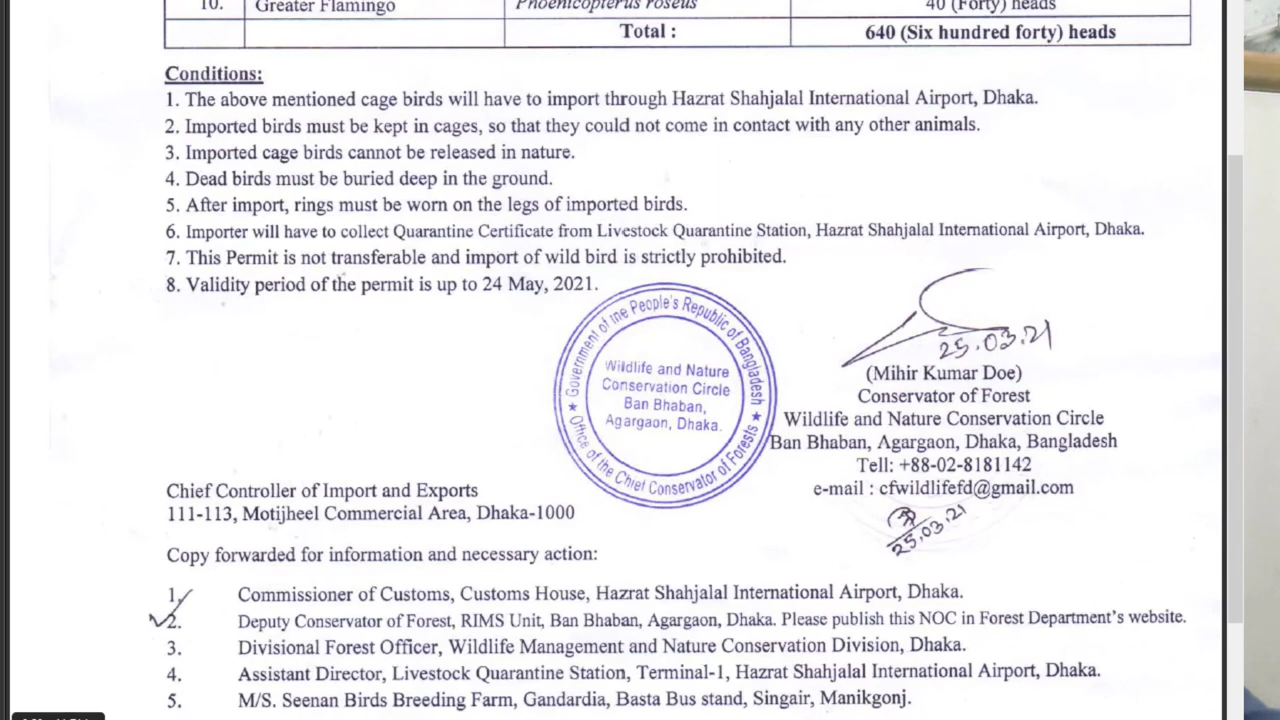 10. Greater Flamingo Phoenicopterus roseus 40 (Forty) heads
Total : 640 (Six hundred forty) heads
Conditions:
1. The above mentioned cage birds will have to import through Hazrat Shahjalal International Airport, Dhaka.
2. Imported birds must be kept in cages, so that they could not come in contact with any other animals.
3. Imported cage birds cannot be released in nature.
4. Dead birds must be buried deep in the ground.
5. After import, rings must be worn on the legs of imported birds.
6. Importer will have to collect Quarantine Certificate from Livestock Quarantine Station, Hazrat Shahjalal International Airport, Dhaka.
7. This Permit is not transferable and import of wild bird is strictly prohibited.
8. Validity period of the permit is up to 24 May, 2021.
Government of the People's Republic of Bangladesh
Wildlife and Nature
Conservation Circle
Ban Bhaban,
Agargaon, Dhaka.
Office of the Chief Conservator of Forests
25.03.21
(Mihir Kumar Doe)
Conservator of Forest
Wildlife and Nature Conservation Circle
Ban Bhaban, Agargaon, Dhaka, Bangladesh
Tell: +88-02-8181142
e-mail : cfwildlifefd@gmail.com
25.03.21
Chief Controller of Import and Exports
111-113, Motijheel Commercial Area, Dhaka-1000
Copy forwarded for information and necessary action:
1. Commissioner of Customs, Customs House, Hazrat Shahjalal International Airport, Dhaka.
2. Deputy Conservator of Forest, RIMS Unit, Ban Bhaban, Agargaon, Dhaka. Please publish this NOC in Forest Department's website.
3. Divisional Forest Officer, Wildlife Management and Nature Conservation Division, Dhaka.
4. Assistant Director, Livestock Quarantine Station, Terminal-1, Hazrat Shahjalal International Airport, Dhaka.
5. M/S. Seenan Birds Breeding Farm, Gandardia, Basta Bus stand, Singair, Manikgonj.